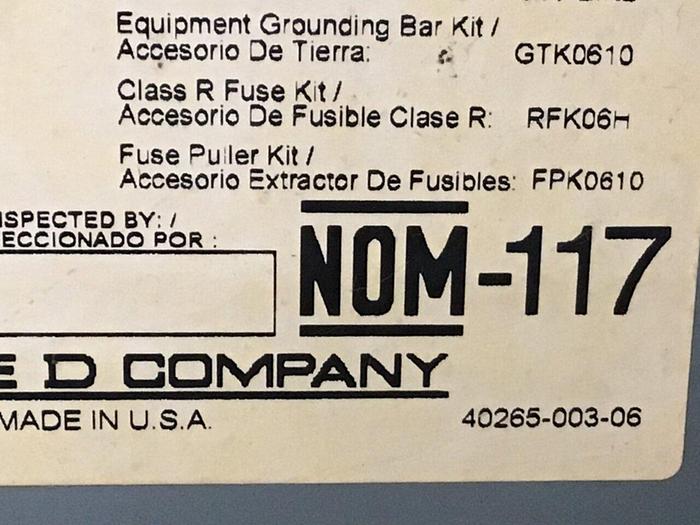 Equipment Grounding Bar Kit /
Accesorio De Tierra: GTK0610
Class R Fuse Kit /
Accesorio De Fusible Clase R: RFK06H
Fuse Puller Kit /
Accesorio Extractor De Fusibles: FPK0610
NSPECTED BY: /
ECCIONADO POR :
NOM-117
E D COMPANY
MADE IN U.S.A. 40265-003-06